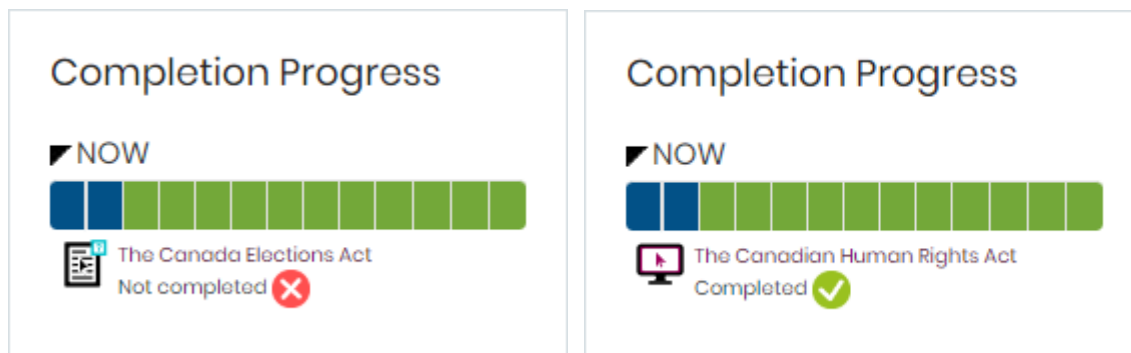 Completion Progress
NOW
The Canada Elections Act
Not completed
Completion Progress
NOW
The Canadian Human Rights Act
Completed